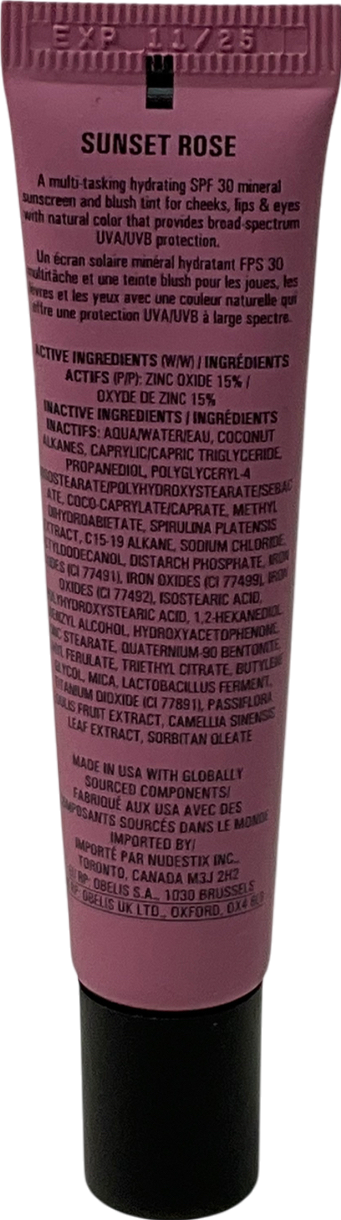 EXP 11/25
SUNSET ROSE
A multi-tasking hydrating SPF 30 mineral
sunscreen and blush tint for cheeks, lips & eyes
with natural color that provides broad-spectrum
UVA/UVB protection.
Un écran solaire minéral hydratant FPS 30
multitâche et une teinte blush pour les joues, les
lèvres et les yeux avec une couleur naturelle qui
offre une protection UVA/UVB à large spectre.
ACTIVE INGREDIENTS (W/W) / INGRÉDIENTS
ACTIFS (P/P): ZINC OXIDE 15% /
OXYDE DE ZINC 15%
INACTIVE INGREDIENTS / INGRÉDIENTS
INACTIFS: AQUA/WATER/EAU, COCONUT
ALKANES, CAPRYLIC/CAPRIC TRIGLYCERIDE,
PROPANEDIOL, POLYGLYCERYL-4
/POLYHYDROXYSTEARATE/SEBAC
ATE, COCO-CAPRYLATE/CAPRATE, METHYL
DIHYDROABIETATE, SPIRULINA PLATENSIS
EXTRACT, C15-19 ALKANE, SODIUM CHLORIDE,
DISTARCH PHOSPHATE, IRON
OXIDES (CI 77491), IRON OXIDES (CI 77499), IRON
OXIDES (CI 77492), ISOSTEARIC ACID,
POLYHYDROXYSTEARIC ACID, 1,2-HEXANEDIOL,
BENZYL ALCOHOL, HYDROXYACETOPHENONE,
ZINC STEARATE, QUATERNIUM-90 BENTONITE,
FERULATE, TRIETHYL CITRATE, BUTYLENE
GLYCOL, MICA, LACTOBACILLUS FERMENT,
TITANIUM DIOXIDE (CI 77891), PASSIFLORA
EDULIS FRUIT EXTRACT, CAMELLIA SINENSIS
LEAF EXTRACT, SORBITAN OLEATE
MADE IN USA WITH GLOBALLY
SOURCED COMPONENTS/
FABRIQUÉ AUX USA AVEC DES
COMPOSANTS SOURCÉS DANS LE MONDE
IMPORTED BY/
IMPORTÉ PAR NUDESTIX INC.,
TORONTO, CANADA M3J 2H2
RP: OBELIS S.A., 1030 BRUSSELS
RP: OBELIS UK LTD., OXFORD, OX4